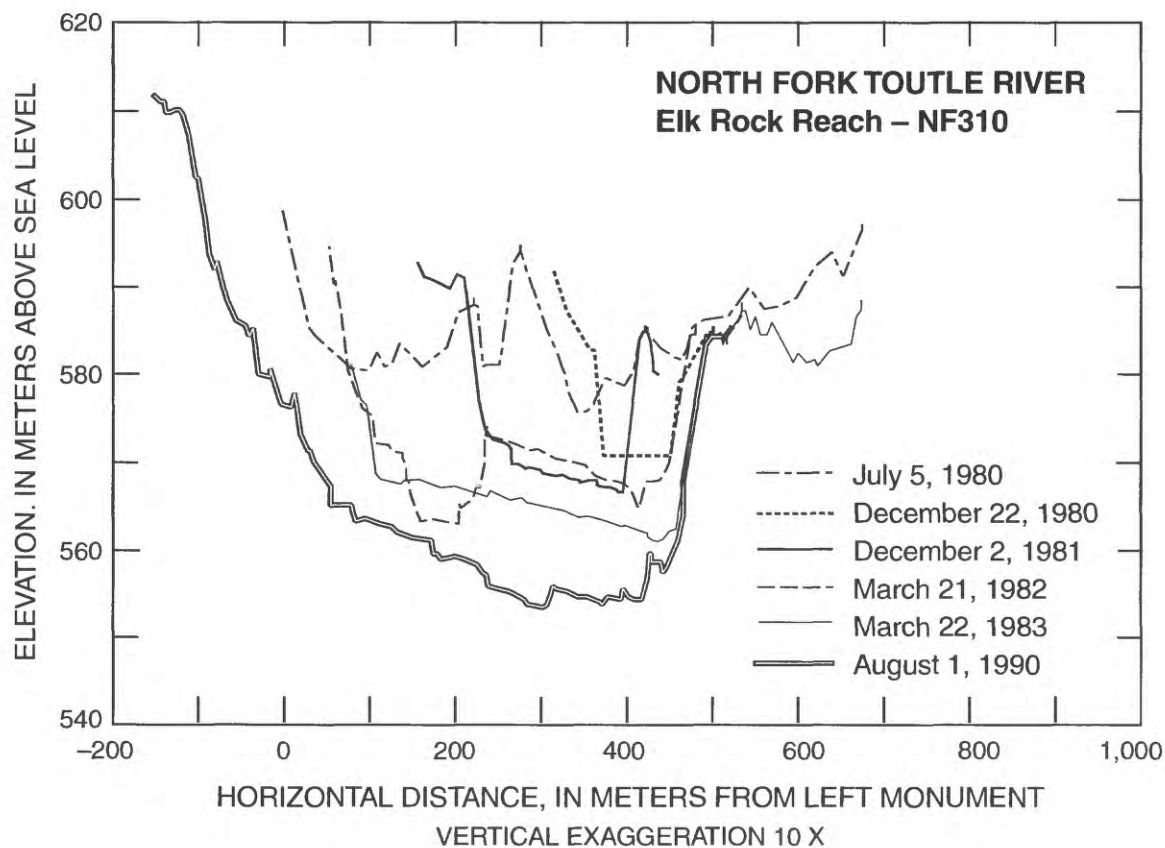 620
600
580
560
540
ELEVATION. IN METERS ABOVE SEA LEVEL
NORTH FORK TOUTLE RIVER
Elk Rock Reach – NF310
July 5, 1980
December 22, 1980
December 2, 1981
March 21, 1982
March 22, 1983
August 1, 1990
–200 0 200 400 600 800 1,000
HORIZONTAL DISTANCE, IN METERS FROM LEFT MONUMENT
VERTICAL EXAGGERATION 10 X